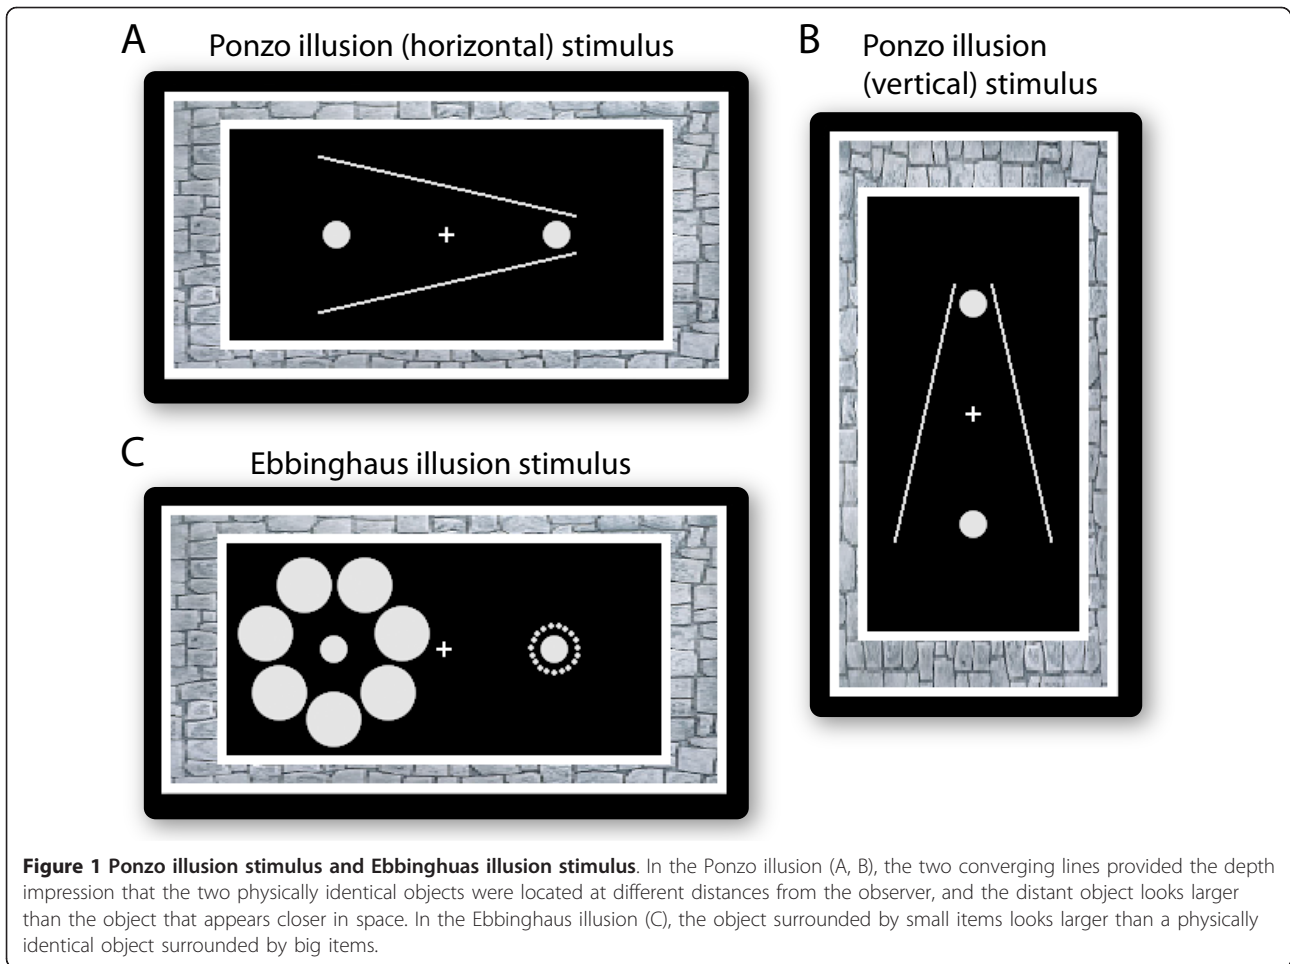 A
Ponzo illusion (horizontal) stimulus
B
Ponzo illusion
(vertical) stimulus
C
Ebbinghaus illusion stimulus
Figure 1 Ponzo illusion stimulus and Ebbinghuas illusion stimulus. In the Ponzo illusion (A, B), the two converging lines provided the depth
impression that the two physically identical objects were located at different distances from the observer, and the distant object looks larger
than the object that appears closer in space. In the Ebbinghaus illusion (C), the object surrounded by small items looks larger than a physically
identical object surrounded by big items.